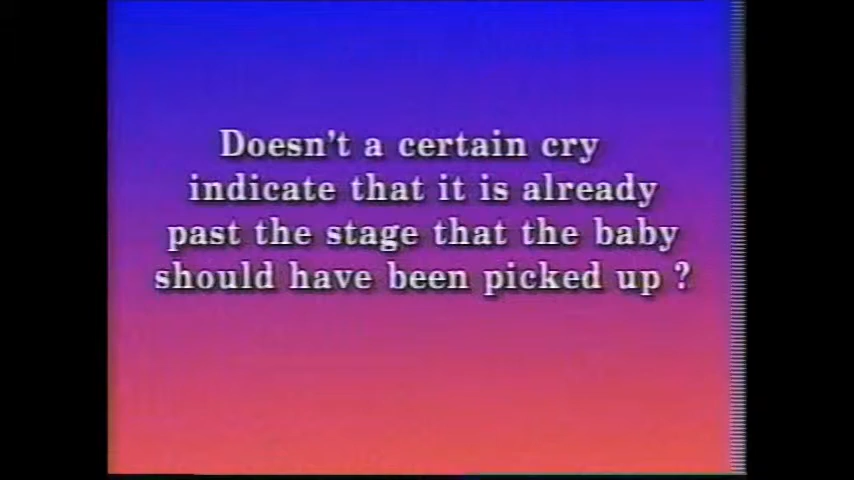 Doesn't a certain cry
indicate that it is already
past the stage that the baby
should have been picked up ?